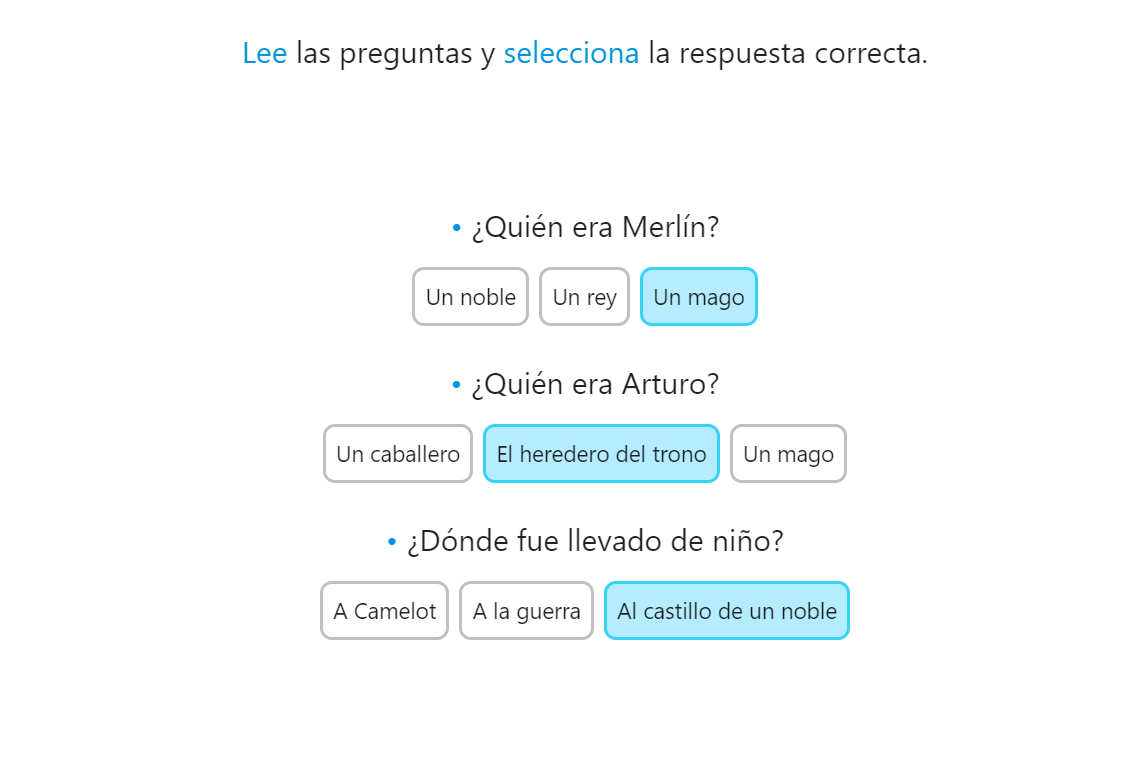 Lee las preguntas y selecciona la respuesta correcta.
• ¿Quién era Merlín?
Un noble Un rey Un mago
• ¿Quién era Arturo?
Un caballero El heredero del trono Un mago
• ¿Dónde fue llevado de niño?
A Camelot A la guerra Al castillo de un noble